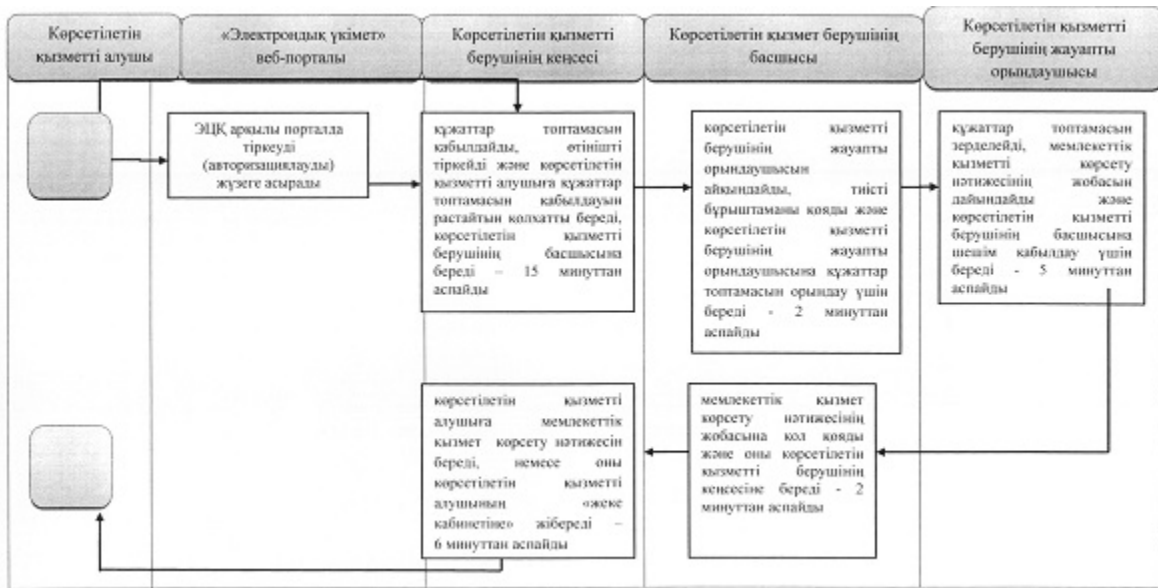 Көрсетілетін
қызметті алушы
«Электрондық үкімет»
веб-порталы
Көрсетілетін қызметті
берушінің кеңсесі
Көрсетілетін қызмет берушінің
басшысы
Көрсетілетін қызметті
берушінің жауапты
орындаушысы
ЭЦҚ арқылы порталда
тіркеуді
(авторизациялауды)
жүзеге асырады
құжаттар топтамасын
қабылдайды, өтінішті
тіркейді және көрсетілетін
қызметті алушыға құжаттар
топтамасын қабылдауын
растайтын қолхатты береді,
көрсетілетін қызметті
берушінің басшысына
береді – 15 минуттан
аспайды
көрсетілетін қызметті
берушінің жауапты
орындаушысын
айқындайды, тиісті
бұрыштаманы қояды және
көрсетілетін қызметті
берушінің жауапты
орындаушысына құжаттар
топтамасын орындау үшін
береді - 2 минуттан
аспайды
құжаттар топтамасын
зерделейді, мемлекеттік
қызметті көрсету
нәтижесінің жобасын
дайындайды және
көрсетілетін қызметті
берушінің басшысына
шешім қабылдау үшін
береді - 5 минуттан
аспайды
көрсетілетін қызметті
алушыға мемлекеттік
қызмет көрсету нәтижесін
береді, немесе оны
көрсетілетін қызметті
алушының «жеке
кабинетіне» жібереді –
6 минуттан аспайды
мемлекеттік қызмет
көрсету нәтижесінің
жобасына қол қояды
және оны көрсетілетін
қызметті берушінің
кеңсесіне береді - 2
минуттан аспайды